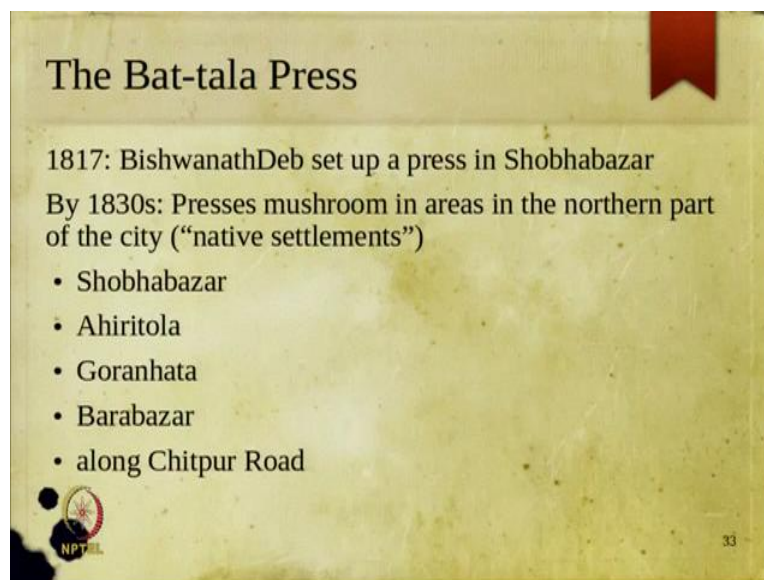 The Bat-tala Press
1817: BishwanathDeb set up a press in Shobhabazar
By 1830s: Presses mushroom in areas in the northern part
of the city (“native settlements”)
• Shobhabazar
• Ahiritola
• Goranhata
• Barabazar
• along Chitpur Road
NPTEL
33